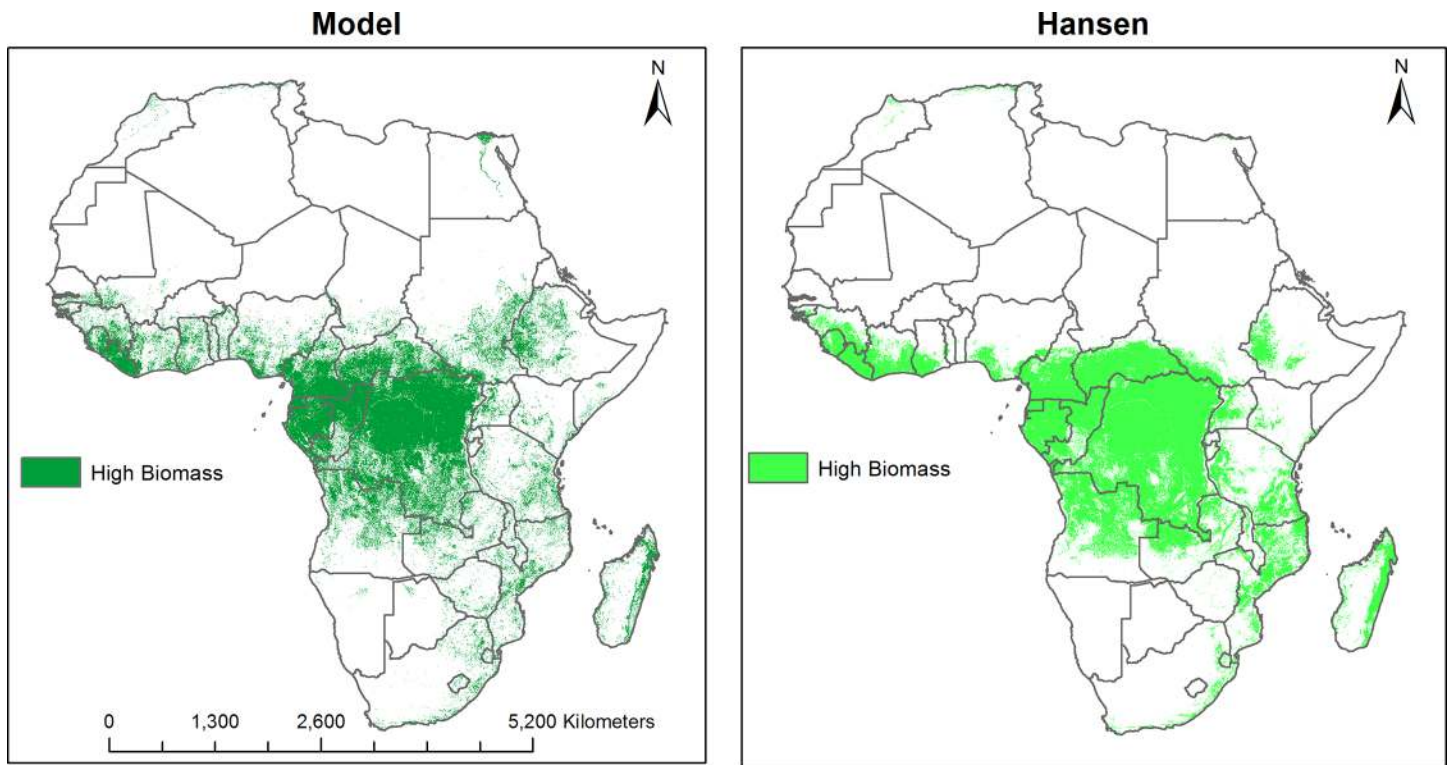 Model
Hansen
N
N
High Biomass
High Biomass
0 1,300 2,600 5,200 Kilometers